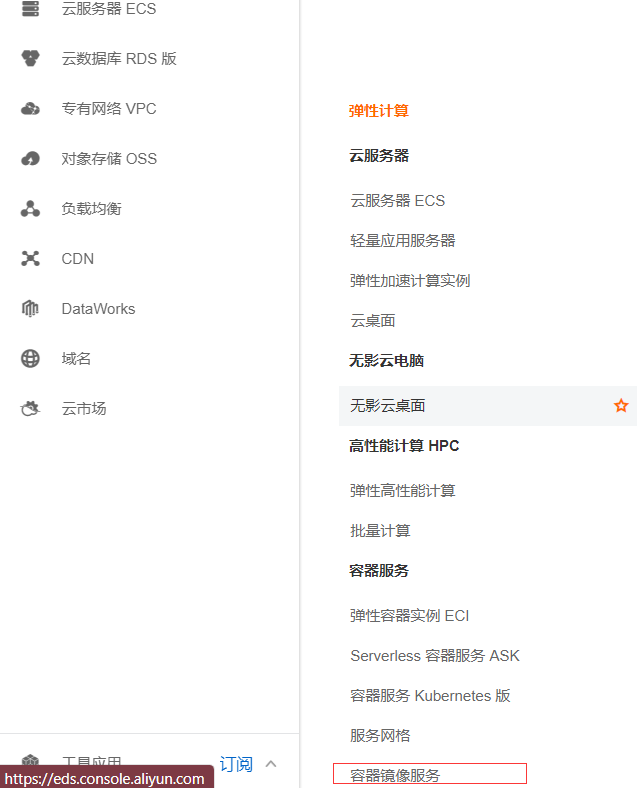 云服务器 ECS
云数据库 RDS 版
专有网络 VPC
对象存储 OSS
负载均衡
CDN
DataWorks
域名
云市场
工具应用
订阅
https://eds.console.aliyun.com
弹性计算
云服务器
云服务器 ECS
轻量应用服务器
弹性加速计算实例
云桌面
无影云电脑
无影云桌面
高性能计算 HPC
弹性高性能计算
批量计算
容器服务
弹性容器实例 ECI
Serverless 容器服务 ASK
容器服务 Kubernetes 版
服务网格
容器镜像服务